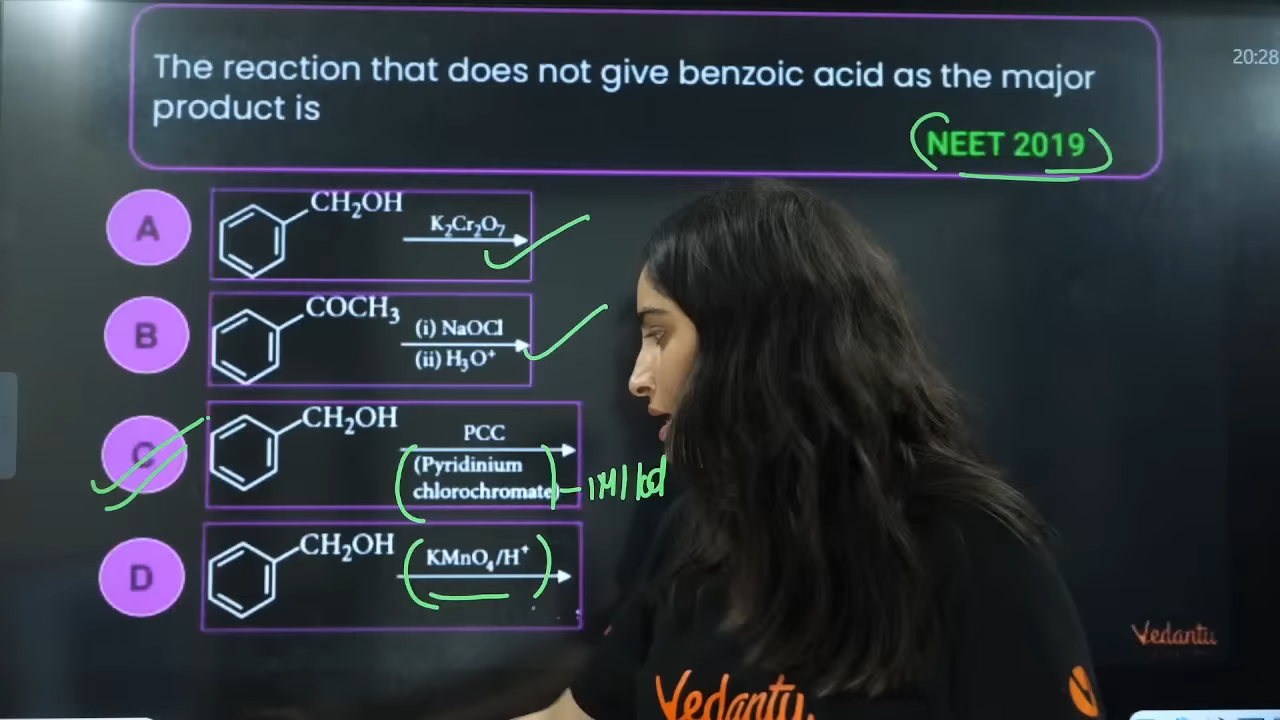 The reaction that does not give benzoic acid as the major
product is
NEET 2019
20:28
A
CH₂OH
K₂Cr₂O₇
B
COCH₃
(i) NaOCl
(ii) H₃O⁺
C
CH₂OH
PCC
(Pyridinium
chlorochromate)
D
CH₂OH
KMnO₄/H⁺
Vedantu
Vedantu